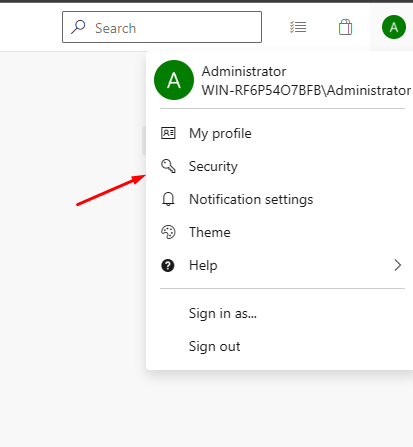 Search
A
A
Administrator
WIN-RF6P54O7BFB\Administrator
My profile
Security
Notification settings
Theme
Help
Sign in as...
Sign out